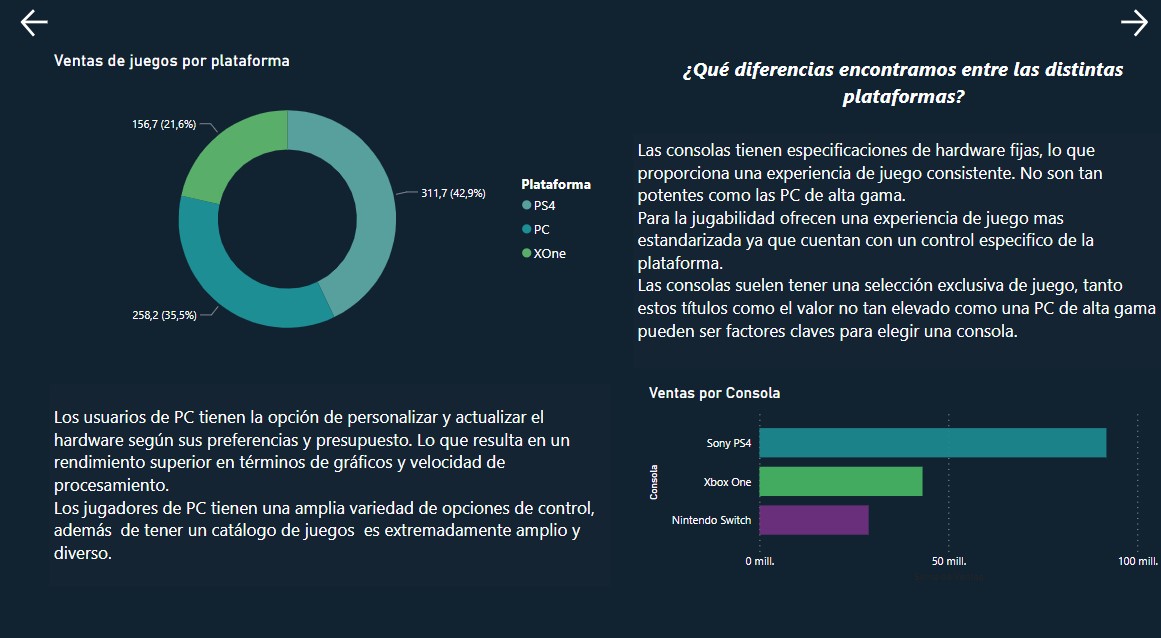 Ventas de juegos por plataforma
156,7 (21,6%)
311,7 (42,9%)
258,2 (35,5%)
Plataforma
PS4
PC
XOne
¿Qué diferencias encontramos entre las distintas
plataformas?
Las consolas tienen especificaciones de hardware fijas, lo que
proporciona una experiencia de juego consistente. No son tan
potentes como las PC de alta gama.
Para la jugabilidad ofrecen una experiencia de juego mas
estandarizada ya que cuentan con un control especifico de la
plataforma.
Las consolas suelen tener una selección exclusiva de juego, tanto
estos títulos como el valor no tan elevado como una PC de alta gama
pueden ser factores claves para elegir una consola.
Los usuarios de PC tienen la opción de personalizar y actualizar el
hardware según sus preferencias y presupuesto. Lo que resulta en un
rendimiento superior en términos de gráficos y velocidad de
procesamiento.
Los jugadores de PC tienen una amplia variedad de opciones de control,
además  de tener un catálogo de juegos  es extremadamente amplio y
diverso.
Ventas por Consola
Consola
Sony PS4
Xbox One
Nintendo Switch
0 mill.
50 mill.
100 mill.